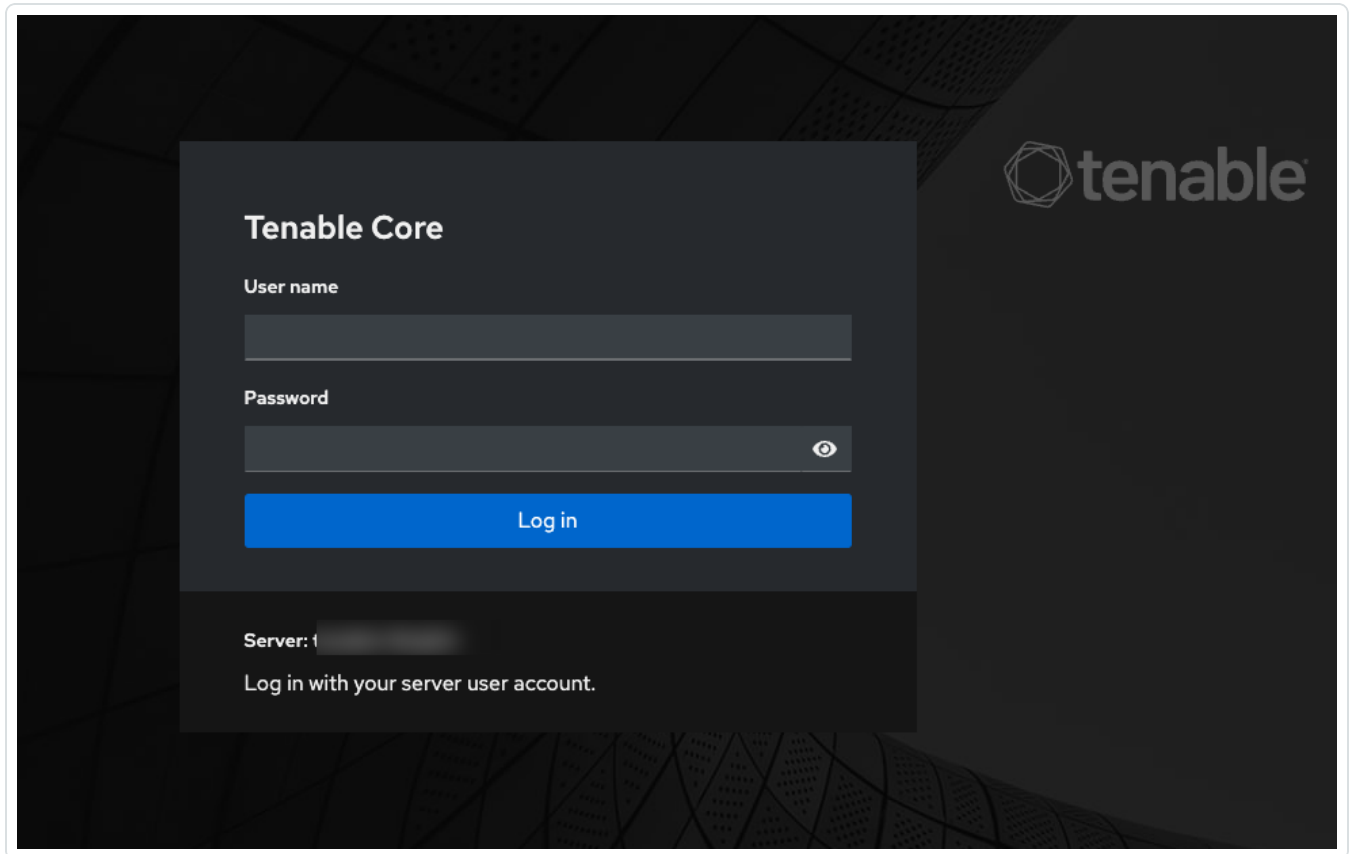 tenable
Tenable Core
User name
Password
Log in
Server:
Log in with your server user account.